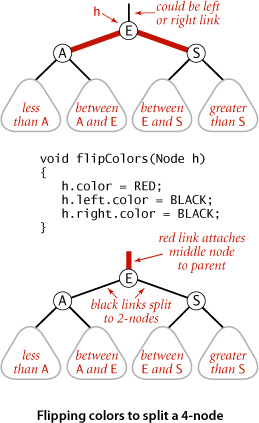 h
could be left
or right link
E
A
S
less
than A
between
A and E
between
E and S
greater
than S
void flipColors(Node h)
{
   h.color = RED;
   h.left.color = BLACK;
   h.right.color = BLACK;
}
red link attaches
middle node
to parent
E
A
S
black links split
to 2-nodes
less
than A
between
A and E
between
E and S
greater
than S
Flipping colors to split a 4-node